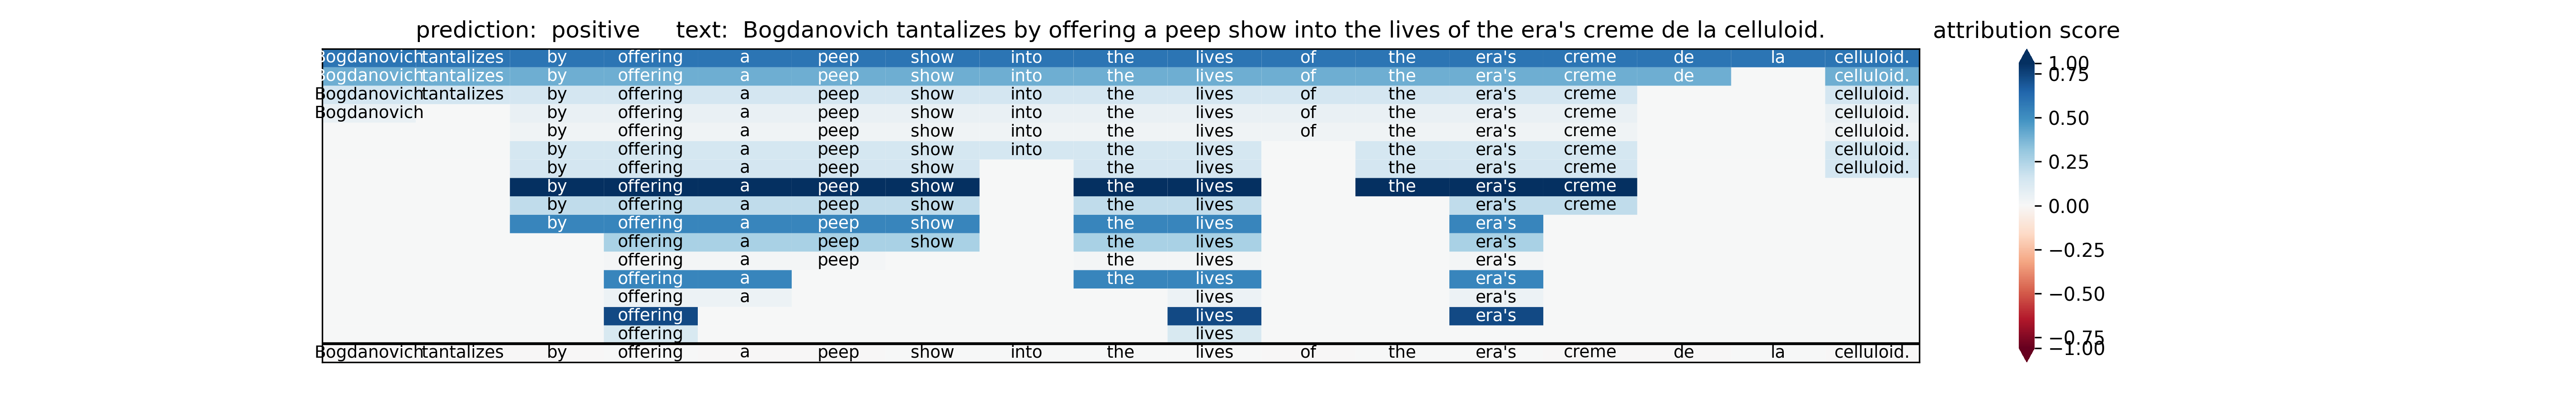 prediction: positive text: Bogdanovich tantalizes by offering a peep show into the lives of the era's creme de la celluloid. attribution score
Bogdanovich tantalizes by offering a peep show into the lives of the era's creme de la celluloid.
Bogdanovich tantalizes by offering a peep show into the lives of the era's creme de celluloid.
Bogdanovich tantalizes by offering a peep show into the lives of the era's creme celluloid.
Bogdanovich by offering a peep show into the lives of the era's creme celluloid.
by offering a peep show into the lives of the era's creme celluloid.
by offering a peep show into the lives the era's creme celluloid.
by offering a peep show the lives the era's creme celluloid.
by offering a peep show the lives the era's creme
by offering a peep show the lives era's creme
by offering a peep show the lives era's
offering a peep show the lives era's
offering a peep the lives era's
offering a the lives era's
offering a lives era's
offering lives era's
offering lives
Bogdanovich tantalizes by offering a peep show into the lives of the era's creme de la celluloid.
1.00
0.75
0.50
0.25
0.00
−0.25
−0.50
−0.75
−1.00